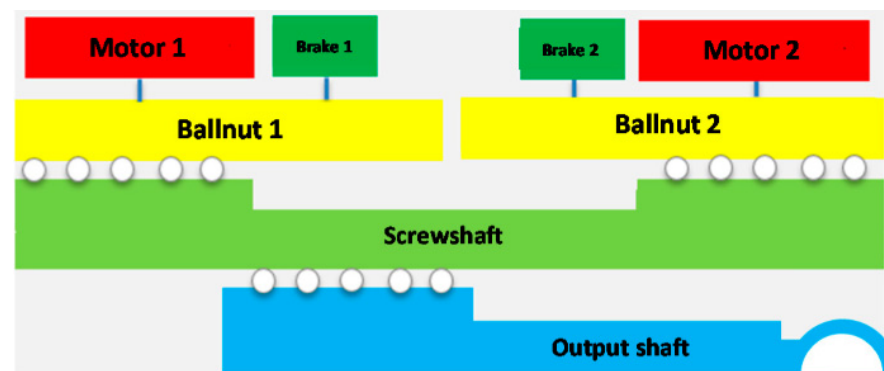 Motor 1
Brake 1
Brake 2
Motor 2
Ballnut 1
Ballnut 2
Screwshaft
Output shaft